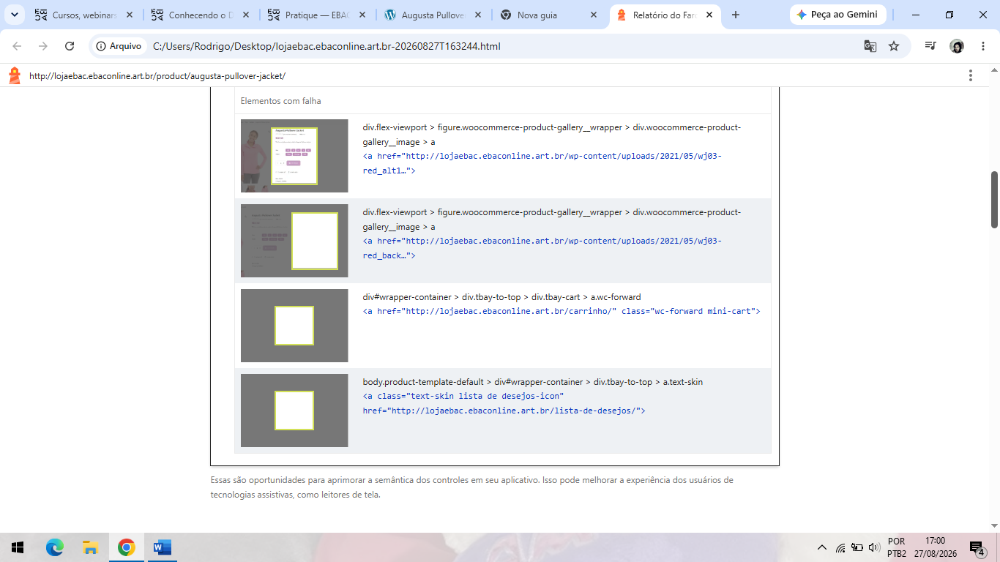 Cursos, webinars
Conhecendo o D
Pratique — EBAC
Augusta Pullover
Nova guia
Relatório do Faro
Peça ao Gemini
Arquivo
C:/Users/Rodrigo/Desktop/lojaebac.ebaconline.art.br-20260827T163244.html
http://lojaebac.ebaconline.art.br/product/augusta-pullover-jacket/
Elementos com falha
div.flex-viewport > figure.woocommerce-product-gallery__wrapper > div.woocommerce-product-
gallery__image > a
<a href="http://lojaebac.ebaconline.art.br/wp-content/uploads/2021/05/wj03-
red_alt1…">
div.flex-viewport > figure.woocommerce-product-gallery__wrapper > div.woocommerce-product-
gallery__image > a
<a href="http://lojaebac.ebaconline.art.br/wp-content/uploads/2021/05/wj03-
red_back…">
div#wrapper-container > div.tbay-to-top > div.tbay-cart > a.wc-forward
<a href="http://lojaebac.ebaconline.art.br/carrinho/" class="wc-forward mini-cart">
body.product-template-default > div#wrapper-container > div.tbay-to-top > a.text-skin
<a class="text-skin lista de desejos-icon"
href="http://lojaebac.ebaconline.art.br/lista-de-desejos/">
Essas são oportunidades para aprimorar a semântica dos controles em seu aplicativo. Isso pode melhorar a experiência dos usuários de
tecnologias assistivas, como leitores de tela.
POR
PTB2
17:00
27/08/2026
4